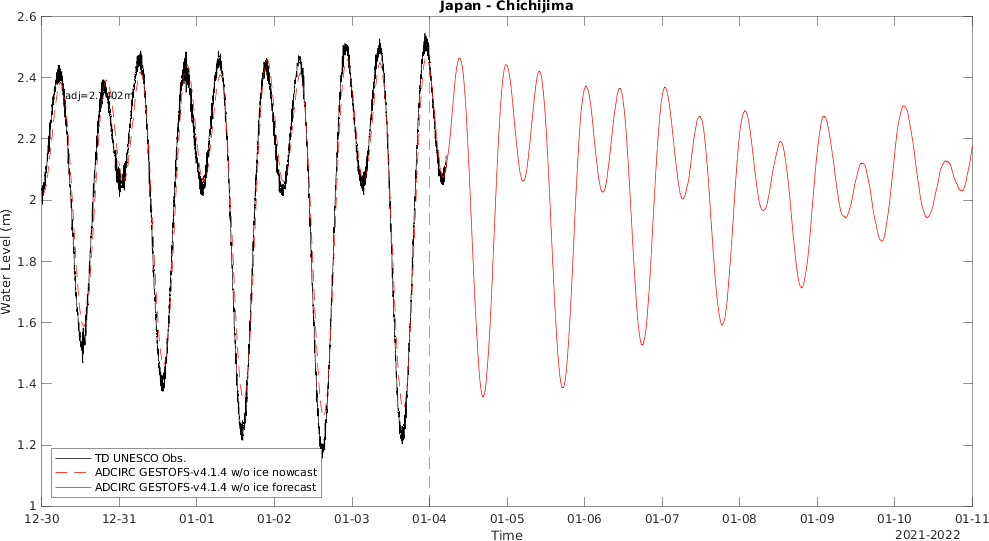 Japan - Chichijima
2.6
2.4
2.2
2
1.8
1.6
1.4
1.2
1
Water Level (m)
TD UNESCO Obs.
ADCIRC GESTOFS-v4.1.4 w/o ice nowcast
ADCIRC GESTOFS-v4.1.4 w/o ice forecast
12-30 12-31 01-01 01-02 01-03 01-04 01-05 01-06 01-07 01-08 01-09 01-10 01-11
Time
2021-2022